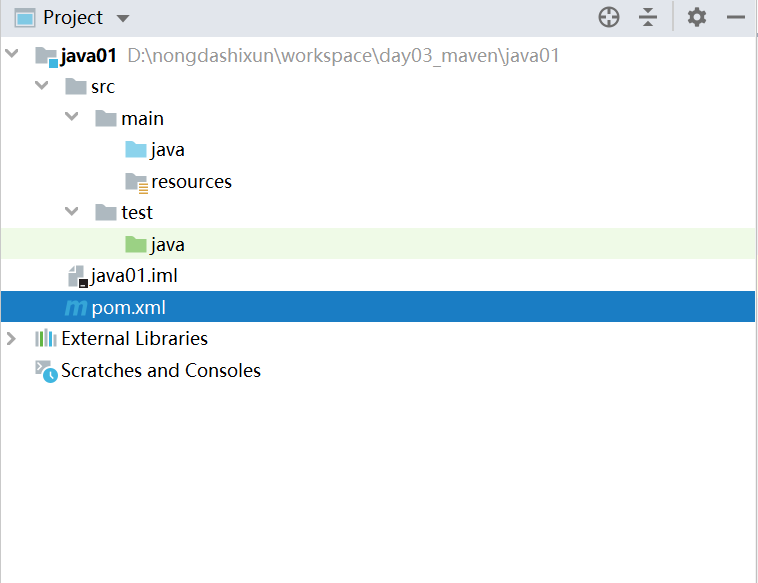 Project
java01 D:\nongdashixun\workspace\day03_maven\java01
src
main
java
resources
test
java
java01.iml
pom.xml
External Libraries
Scratches and Consoles